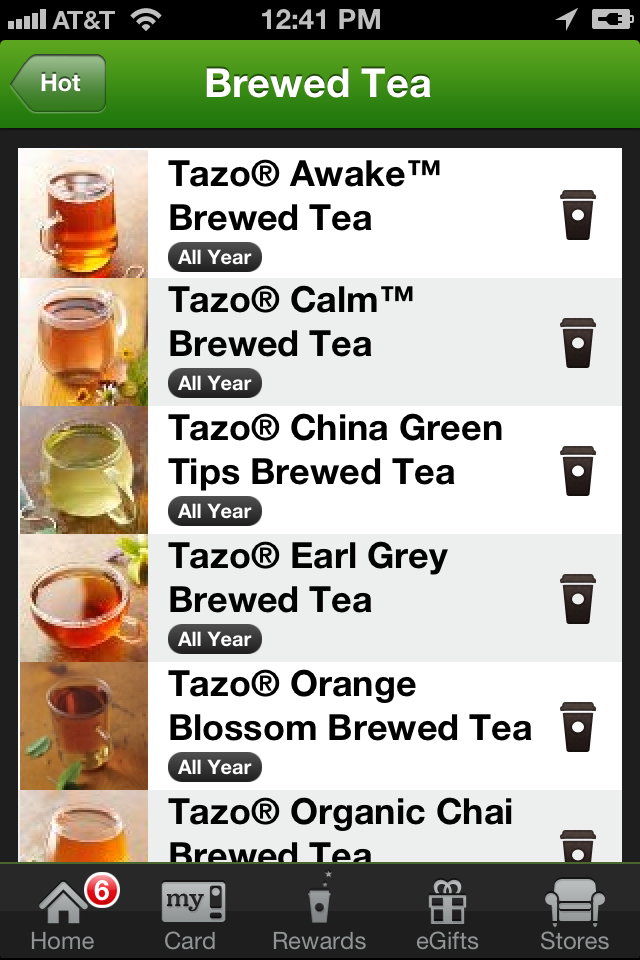 AT&T 12:41 PM
Hot Brewed Tea
Tazo® Awake™
Brewed Tea
All Year
Tazo® Calm™
Brewed Tea
All Year
Tazo® China Green
Tips Brewed Tea
All Year
Tazo® Earl Grey
Brewed Tea
All Year
Tazo® Orange
Blossom Brewed Tea
All Year
Tazo® Organic Chai
Brewed Tea
6
my
Home Card Rewards eGifts Stores